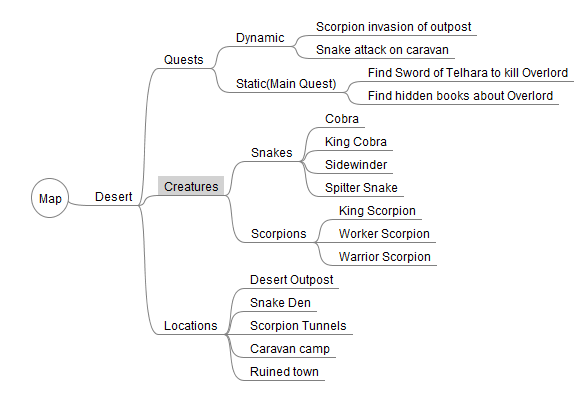 Map
Desert
Quests
Dynamic
Scorpion invasion of outpost
Snake attack on caravan
Static(Main Quest)
Find Sword of Telhara to kill Overlord
Find hidden books about Overlord
Creatures
Snakes
Cobra
King Cobra
Sidewinder
Spitter Snake
Scorpions
King Scorpion
Worker Scorpion
Warrior Scorpion
Locations
Desert Outpost
Snake Den
Scorpion Tunnels
Caravan camp
Ruined town